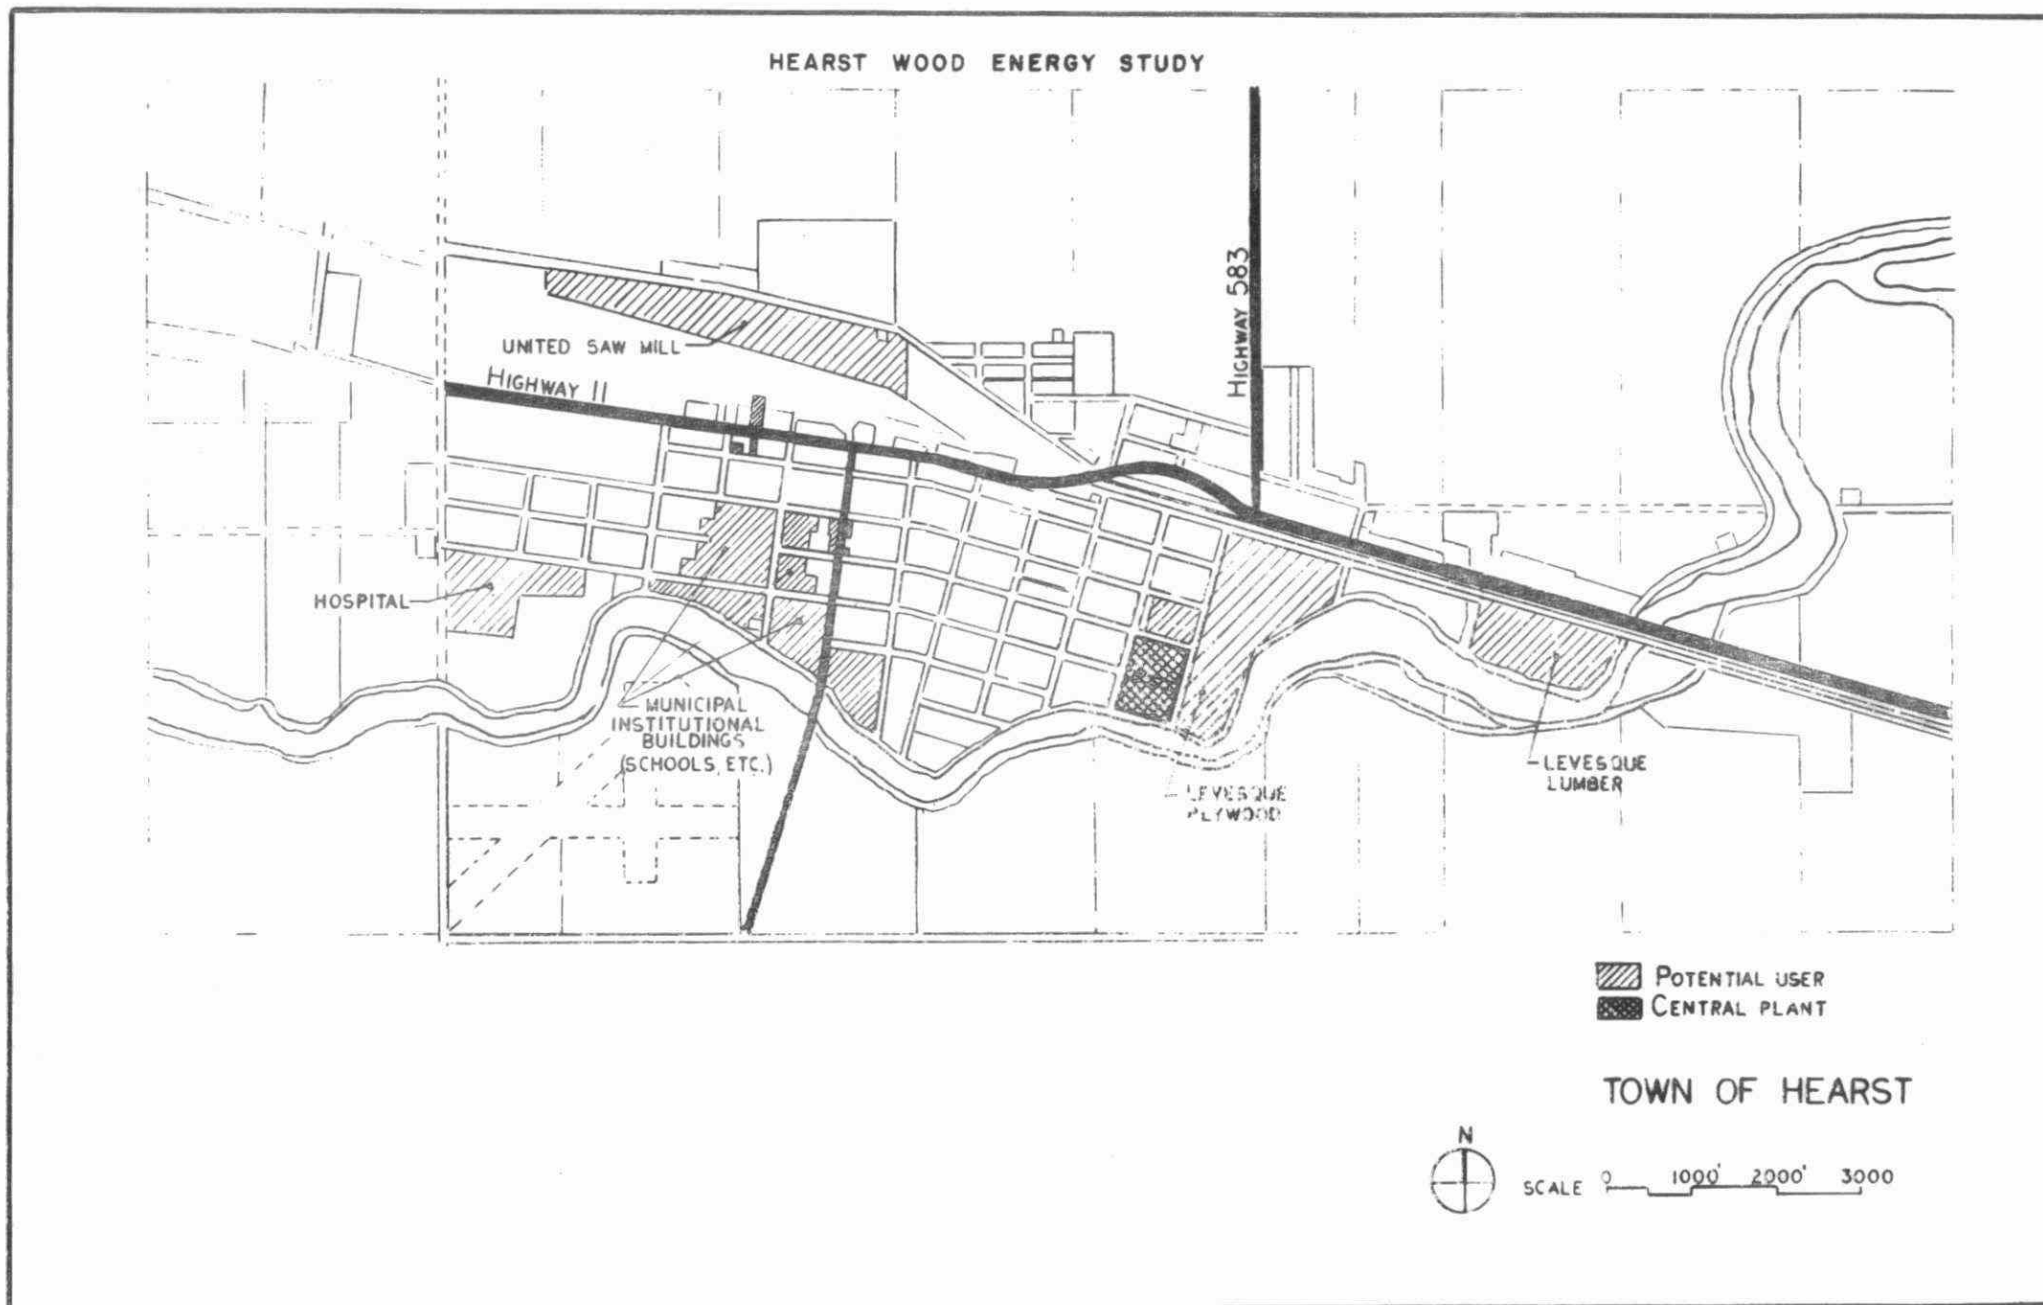 HEARST WOOD ENERGY STUDY
HIGHWAY 583
UNITED SAW MILL
HIGHWAY 11
HOSPITAL
MUNICIPAL
INSTITUTIONAL
BUILDINGS
(SCHOOLS, ETC.)
LEVESQUE
PLYWOOD
LEVESQUE
LUMBER
POTENTIAL USER
CENTRAL PLANT
TOWN OF HEARST
N
SCALE 0 1000' 2000' 3000